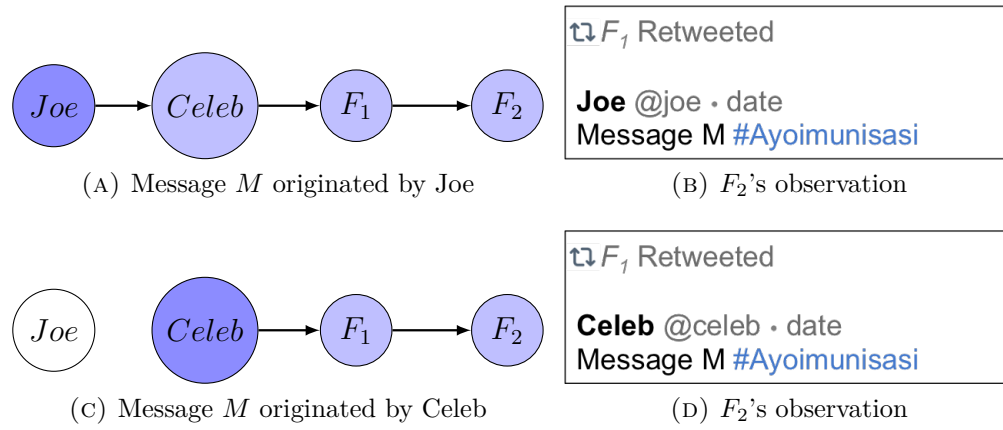 Joe
Celeb
F₁
F₂
(A) Message M originated by Joe
F₁ Retweeted
Joe @joe • date
Message M #Ayoimunisasi
(B) F₂'s observation
Joe
Celeb
F₁
F₂
(C) Message M originated by Celeb
F₁ Retweeted
Celeb @celeb • date
Message M #Ayoimunisasi
(D) F₂'s observation